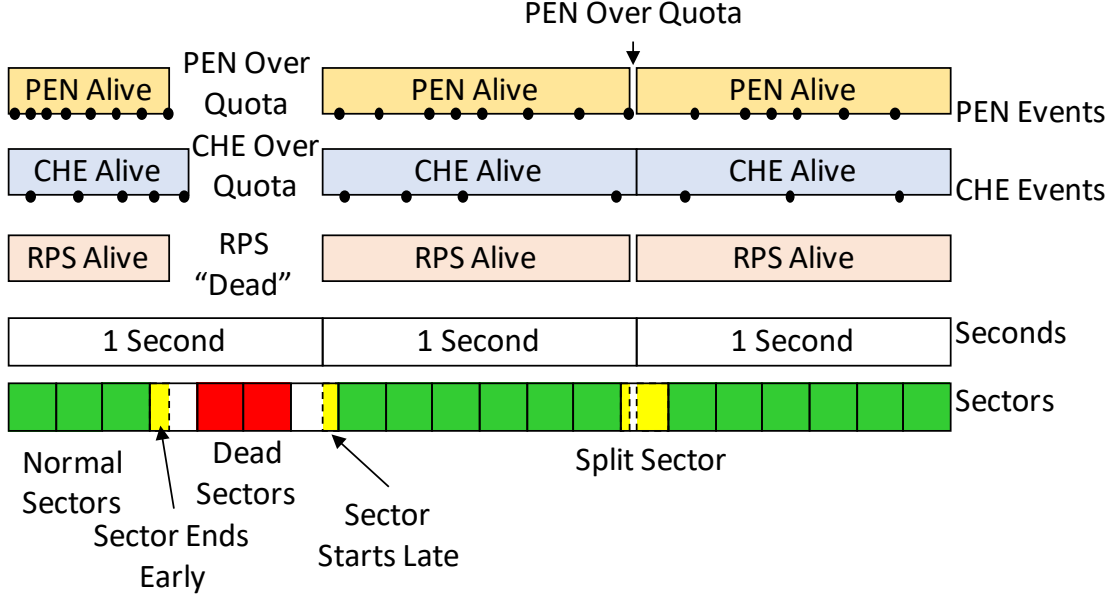 PEN Over Quota
PEN Alive
PEN Over
Quota
PEN Alive
PEN Alive
PEN Events
CHE Alive
CHE Over
Quota
CHE Alive
CHE Alive
CHE Events
RPS Alive
RPS
“Dead”
RPS Alive
RPS Alive
1 Second
1 Second
1 Second
Seconds
Sectors
Normal
Sectors
Dead
Sectors
Split Sector
Sector Ends
Early
Sector
Starts Late